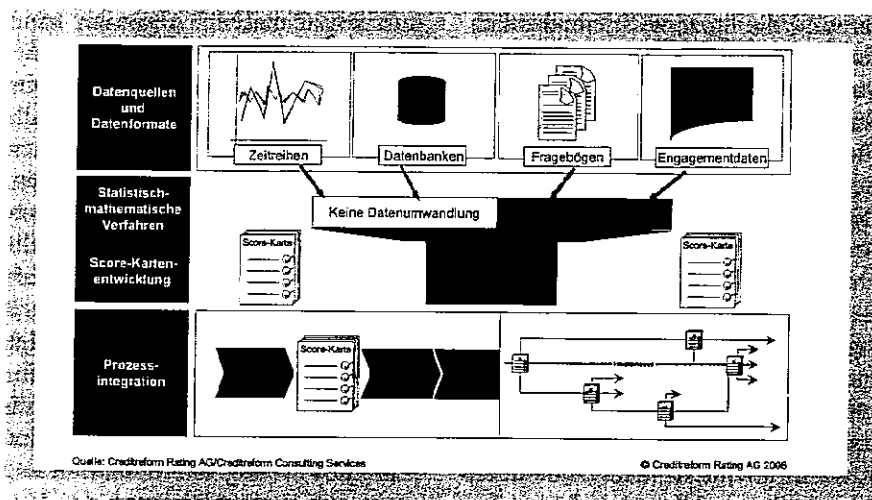 Datenquellen
und
Datenformate
Zeitreihen
Datenbanken
Fragebögen
Engagementdaten
Statistisch-
mathematische
Verfahren
Keine Datenumwandlung
Score-Karten-
entwicklung
Score-Karte
Score-Karte
Prozess-
integration
Score-Karte
Quelle: Creditreform Rating AG/Creditreform Consulting Services
© Creditreform Rating AG 2006